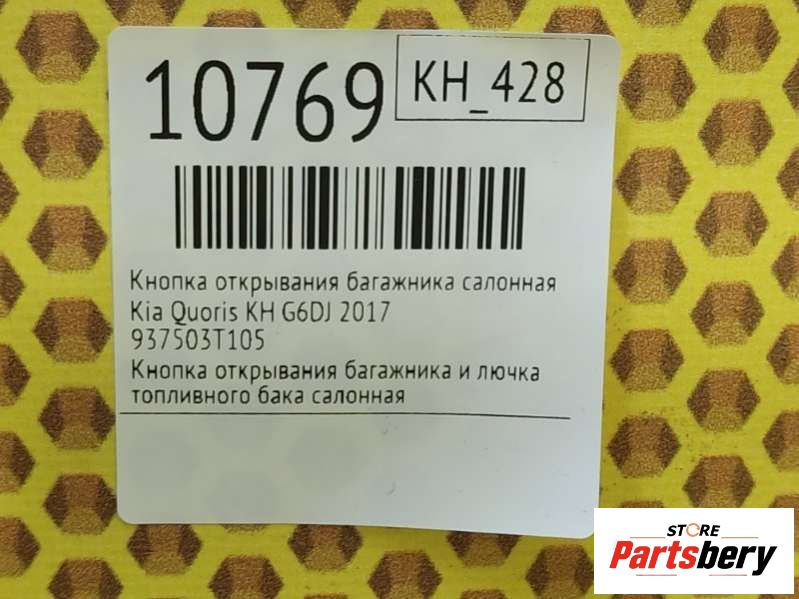 10769
KH_428
Кнопка открывания багажника салонная
Kia Quoris KH G6DJ 2017
937503T105
Кнопка открывания багажника и лючка
топливного бака салонная
STORE
Partsbery